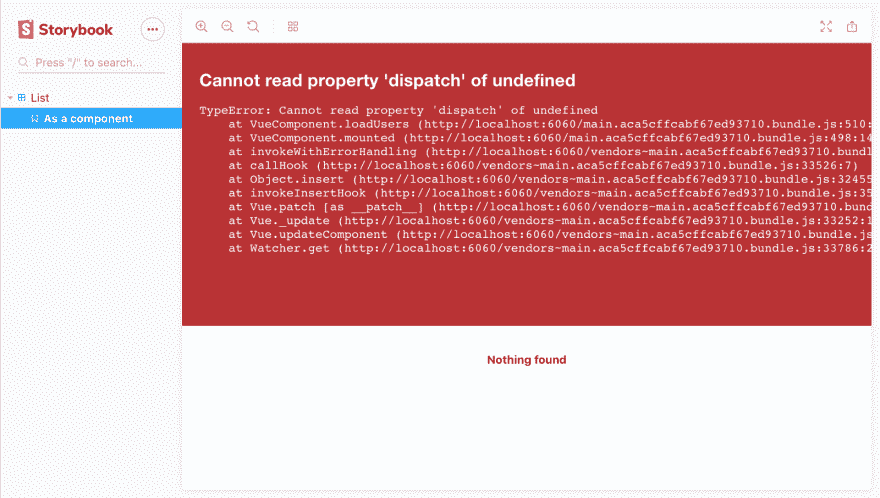 Storybook
Press "/" to search...
List
As a component
Cannot read property 'dispatch' of undefined
TypeError: Cannot read property 'dispatch' of undefined
at VueComponent.loadUsers (http://localhost:6060/main.aca5cffcabf67ed93710.bundle.js:510:
at VueComponent.mounted (http://localhost:6060/main.aca5cffcabf67ed93710.bundle.js:498:14
at invokeWithErrorHandling (http://localhost:6060/vendors-main.aca5cffcabf67ed93710.bundl
at callHook (http://localhost:6060/vendors-main.aca5cffcabf67ed93710.bundle.js:33526:7)
at Object.insert (http://localhost:6060/vendors-main.aca5cffcabf67ed93710.bundle.js:32455
at invokeInsertHook (http://localhost:6060/vendors-main.aca5cffcabf67ed93710.bundle.js:35
at Vue.patch [as __patch__] (http://localhost:6060/vendors-main.aca5cffcabf67ed93710.bund
at Vue._update (http://localhost:6060/vendors-main.aca5cffcabf67ed93710.bundle.js:33252:1
at Vue.updateComponent (http://localhost:6060/vendors-main.aca5cffcabf67ed93710.bundle.js
at Watcher.get (http://localhost:6060/vendors-main.aca5cffcabf67ed93710.bundle.js:33786:2
Nothing found